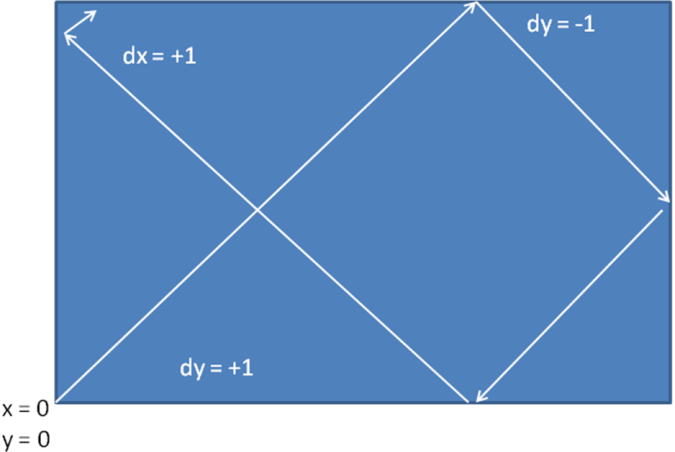 dy = -1
dx = +1
dy = +1
x = 0
y = 0